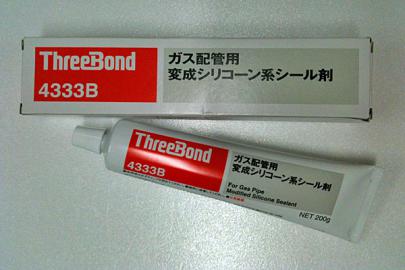 ThreeBond
4333B
ガス配管用
変成シリコーン系シール剤
ThreeBond
4333B
ガス配管用
変成シリコーン系シール剤
For Gas Pipe
Modified Silicone Sealant
NET 200g